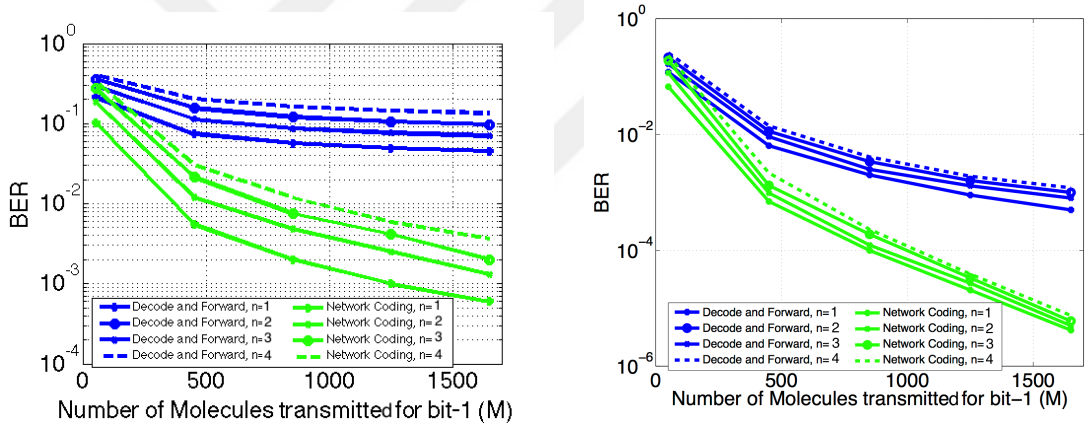 10^0
10^-1
10^-2
10^-3
10^-4
BER
Decode and Forward, n=1
Decode and Forward, n=2
Decode and Forward, n=3
Decode and Forward, n=4
Network Coding, n=1
Network Coding, n=2
Network Coding, n=3
Network Coding, n=4
0 500 1000 1500
Number of Molecules transmitted for bit-1 (M)
10^0
10^-2
10^-4
10^-6
BER
Decode and Forward, n=1
Decode and Forward, n=2
Decode and Forward, n=3
Decode and Forward, n= 4
Network Coding, n=1
Network Coding, n=2
Network Coding, n=3
Network Coding, n=4
0 500 1000 1500
Number of Molecules transmitted for bit–1 (M)